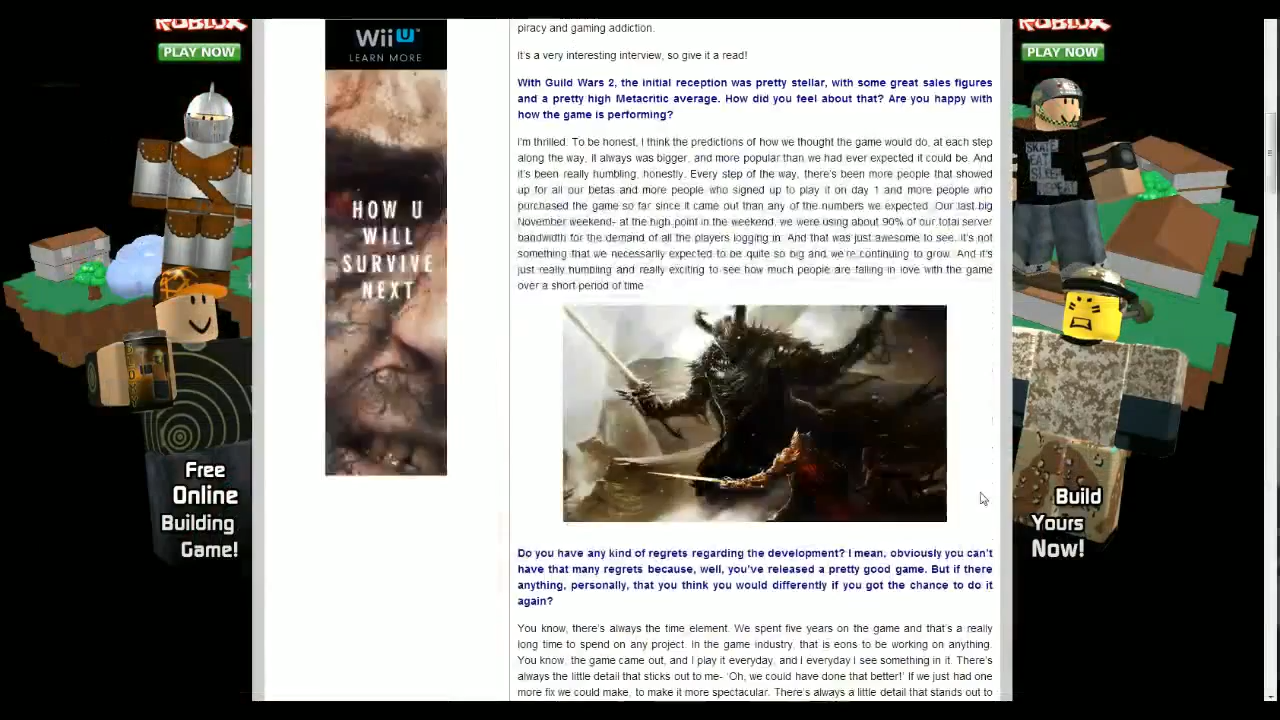 ROBLOX
PLAY NOW
Free
Online
Building
Game!
WiiU
LEARN MORE
HOW U
WILL
SURVIVE
NEXT
piracy and gaming addiction.
It's a very interesting interview, so give it a read!
With Guild Wars 2, the initial reception was pretty stellar, with some great sales figures
and a pretty high Metacritic average. How did you feel about that? Are you happy with
how the game is performing?
I'm thrilled. To be honest, I think the predictions of how we thought the game would do, at each step
along the way, it always was bigger, and more popular than we had ever expected it could be. And
it's been really humbling, honestly. Every step of the way, there's been more people that showed
up for all our betas and more people who signed up to play it on day 1 and more people who
purchased the game so far since it came out than any of the numbers we expected. Our last big
November weekend- at the high point in the weekend, we were using about 90% of our total server
bandwidth for the demand of all the players logging in. And that was just awesome to see. It's not
something that we necessarily expected to be quite so big and we're continuing to grow. And it's
just really humbling and really exciting to see how much people are falling in love with the game
over a short period of time
Do you have any kind of regrets regarding the development? I mean, obviously you can't
have that many regrets because, well, you've released a pretty good game. But if there
anything, personally, that you think you would differently if you got the chance to do it
again?
You know, there's always the time element. We spent five years on the game and that's a really
long time to spend on any project. In the game industry, that is eons to be working on anything.
You know, the game came out, and I play it everyday, and I everyday I see something in it. There's
always the little detail that sticks out to me- 'Oh, we could have done that better!' If we just had one
more fix we could make, to make it more spectacular. There's always a little detail that stands out to
ROBLOX
PLAY NOW
SKATE
EAT
SLEEP
REPEAT
Build
Yours
Now!